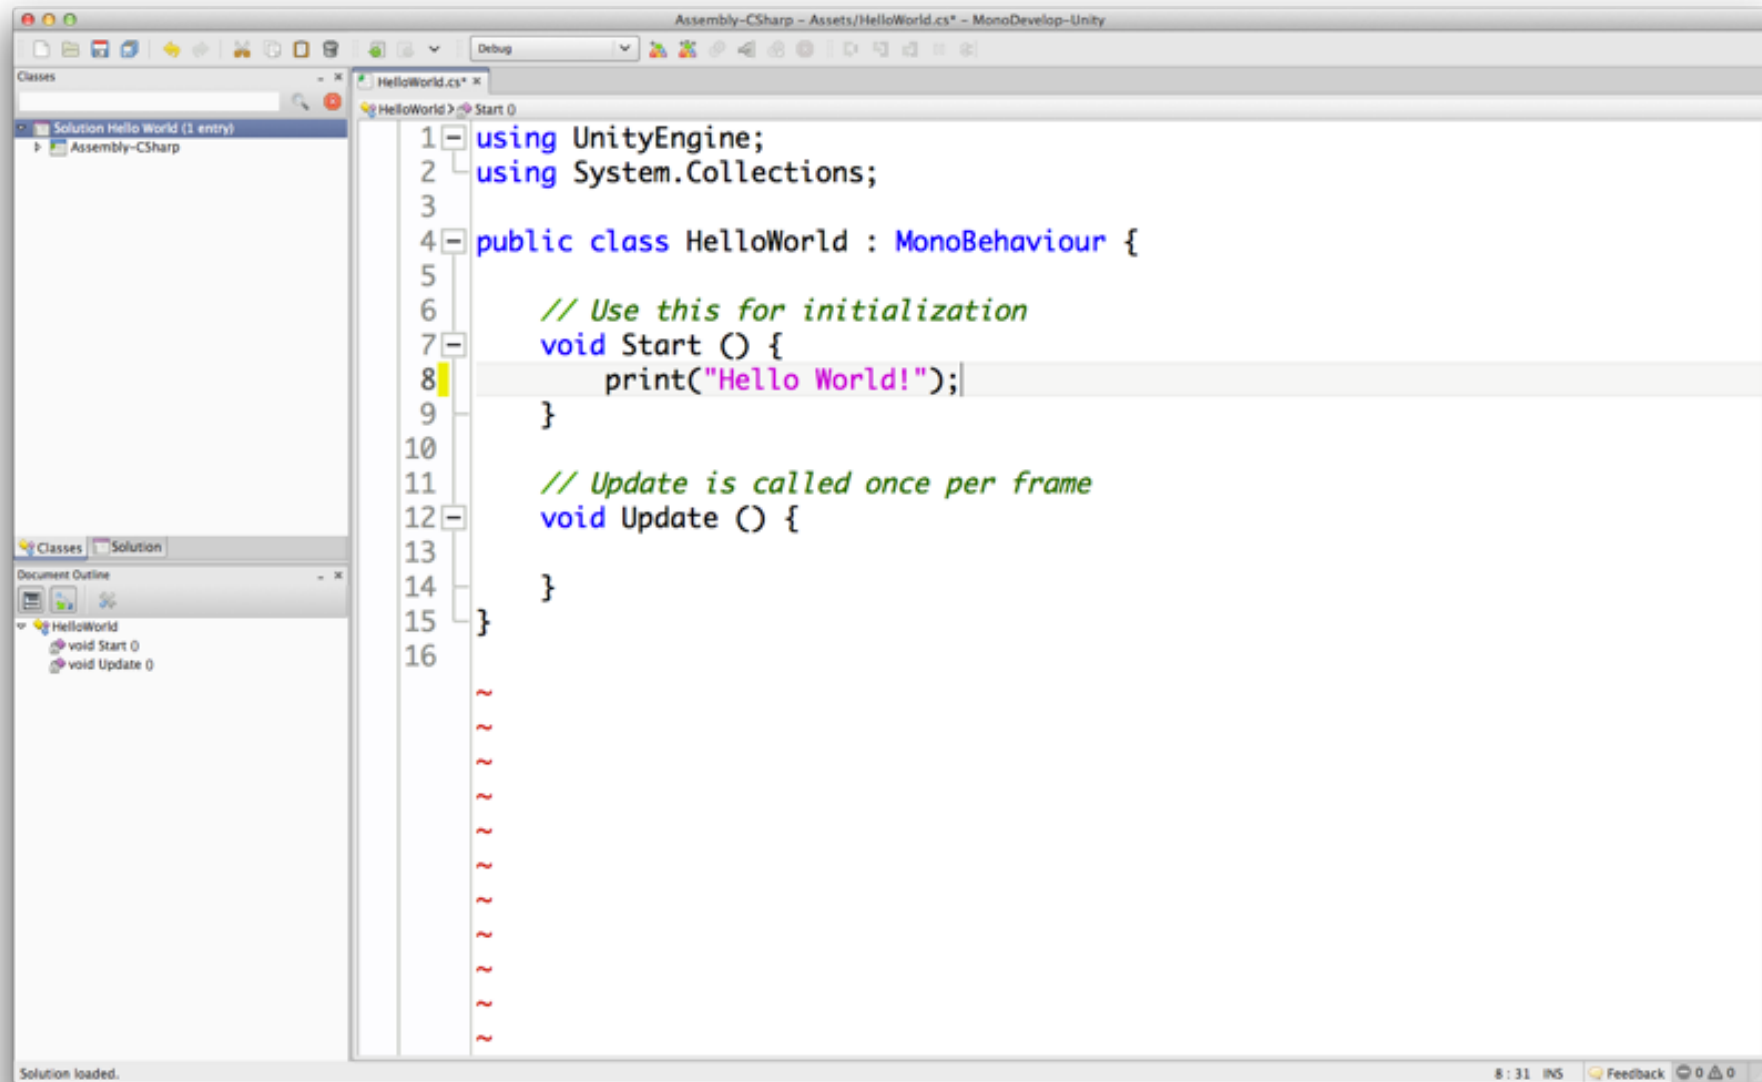 Assembly-CSharp – Assets/HelloWorld.cs* – MonoDevelop-Unity
Debug
Classes
HelloWorld.cs*
HelloWorld Start ()
Solution Hello World (1 entry)
Assembly-CSharp
1 using UnityEngine;
2 using System.Collections;
3
4 public class HelloWorld : MonoBehaviour {
5
6 // Use this for initialization
7 void Start () {
8 print("Hello World!");
9 }
10
11 // Update is called once per frame
12 void Update () {
13
14 }
15 }
16
~
~
~
~
~
~
~
~
~
~
~
Classes Solution
Document Outline
HelloWorld
void Start ()
void Update ()
Solution loaded.
8 : 31 INS Feedback 0 0